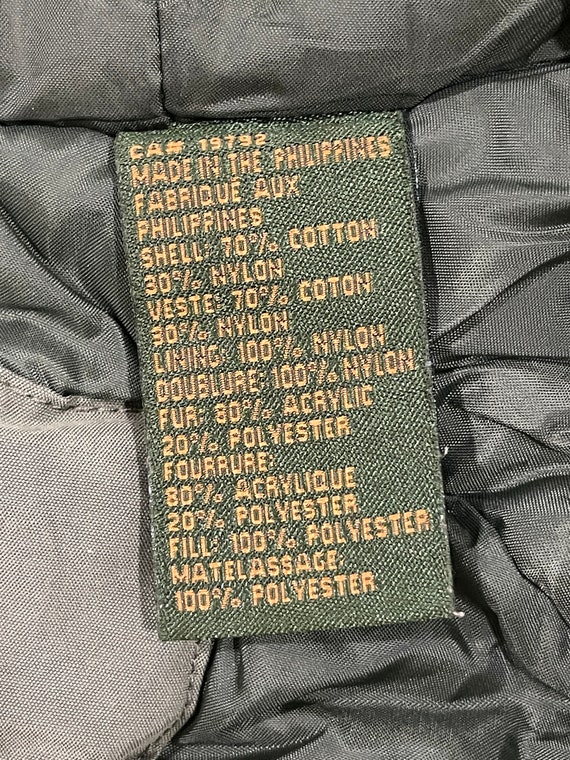 CA# 19792
MADE IN THE PHILIPPINES
FABRIQUE AUX
PHILIPPINES
SHELL: 70% COTTON
30% NYLON
VESTE: 70% COTON
30% NYLON
LINING: 100% NYLON
DOUBLURE: 100% NYLON
FUR: 80% ACRYLIC
20% POLYESTER
FOURRURE:
80% ACRYLIQUE
20% POLYESTER
FILL: 100% POLYESTER
MATELASSAGE
100% POLYESTER